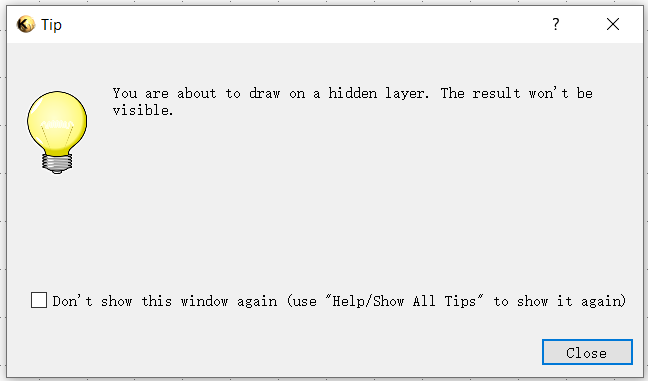 Tip
You are about to draw on a hidden layer. The result won't be
visible.
Don't show this window again (use "Help/Show All Tips" to show it again)
Close